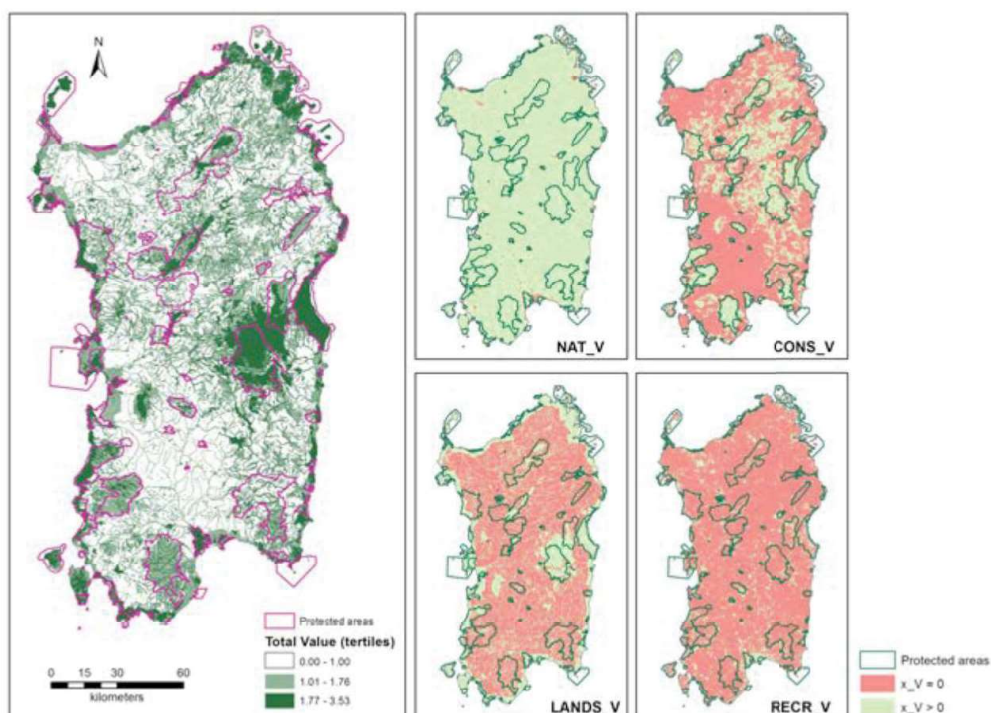 N
Protected areas
Total Value (tertiles)
0.00 - 1.00
1.01 - 1.76
1.77 - 3.53
0 15 30 60
kilometers
NAT_V
CONS_V
LANDS_V
RECR_V
Protected areas
x_V = 0
x_V > 0